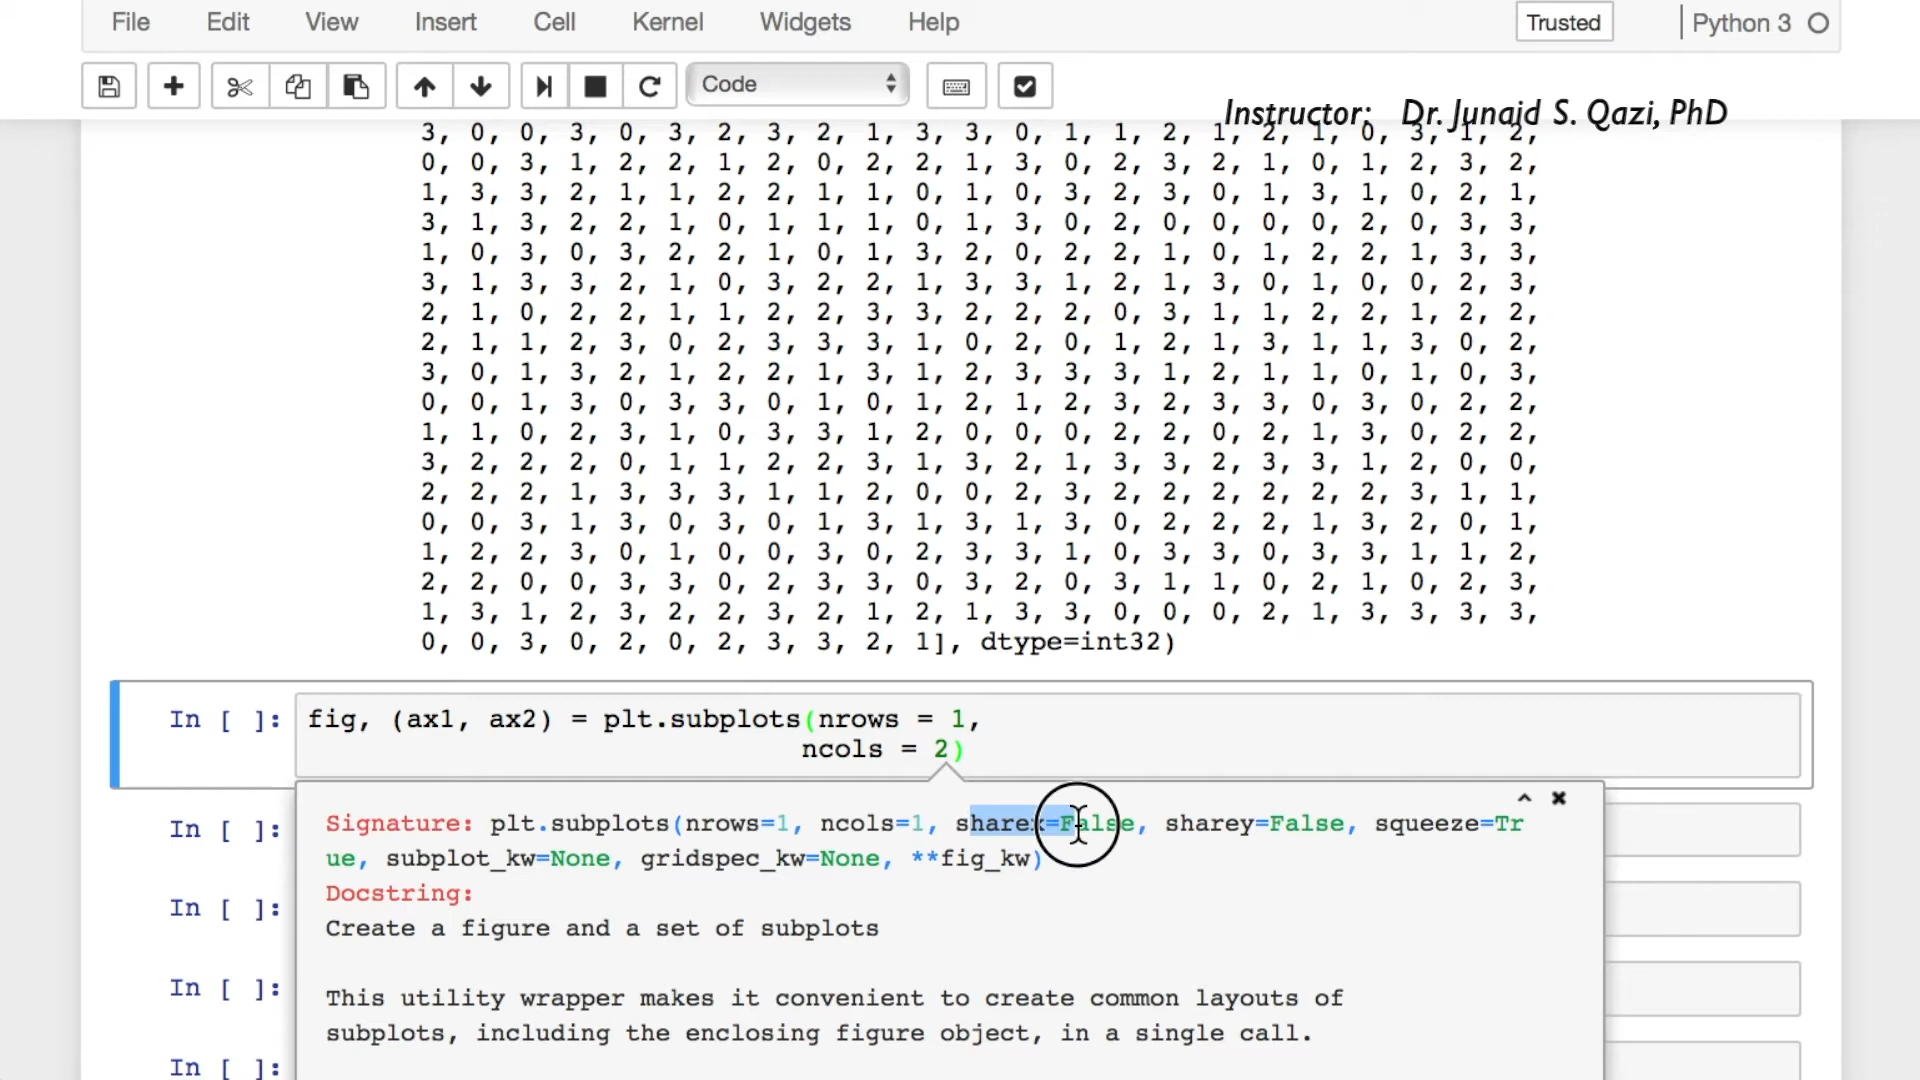 File Edit View Insert Cell Kernel Widgets Help Trusted Python 3
Code
Instructor: Dr. Junaid S. Qazi, PhD
3, 0, 0, 3, 0, 3, 2, 3, 2, 1, 3, 3, 0, 1, 1, 2, 1, 2, 1, 0, 3, 1, 2,
0, 0, 3, 1, 2, 2, 1, 2, 0, 2, 2, 1, 3, 0, 2, 3, 2, 1, 0, 1, 2, 3, 2,
1, 3, 3, 2, 1, 1, 2, 2, 1, 1, 0, 1, 0, 3, 2, 3, 0, 1, 3, 1, 0, 2, 1,
3, 1, 3, 2, 2, 1, 0, 1, 1, 1, 0, 1, 3, 0, 2, 0, 0, 0, 0, 2, 0, 3, 3,
1, 0, 3, 0, 3, 2, 2, 1, 0, 1, 3, 2, 0, 2, 2, 1, 0, 1, 2, 2, 1, 3, 3,
3, 1, 3, 3, 2, 1, 0, 3, 2, 2, 1, 3, 3, 1, 2, 1, 3, 0, 1, 0, 0, 2, 3,
2, 1, 0, 2, 2, 1, 1, 2, 2, 3, 3, 2, 2, 2, 0, 3, 1, 1, 2, 2, 1, 2, 2,
2, 1, 1, 2, 3, 0, 2, 3, 3, 3, 1, 0, 2, 0, 1, 2, 1, 3, 1, 1, 3, 0, 2,
3, 0, 1, 3, 2, 1, 2, 2, 1, 3, 1, 2, 3, 3, 3, 1, 2, 1, 1, 0, 1, 0, 3,
0, 0, 1, 3, 0, 3, 3, 0, 1, 0, 1, 2, 1, 2, 3, 2, 3, 3, 0, 3, 0, 2, 2,
1, 1, 0, 2, 3, 1, 0, 3, 3, 1, 2, 0, 0, 0, 2, 2, 0, 2, 1, 3, 0, 2, 2,
3, 2, 2, 2, 0, 1, 1, 2, 2, 3, 1, 3, 2, 1, 3, 3, 2, 3, 3, 1, 2, 0, 0,
2, 2, 2, 1, 3, 3, 3, 1, 1, 2, 0, 0, 2, 3, 2, 2, 2, 2, 2, 2, 3, 1, 1,
0, 0, 3, 1, 3, 0, 3, 0, 1, 3, 1, 3, 1, 3, 0, 2, 2, 2, 1, 3, 2, 0, 1,
1, 2, 2, 3, 0, 1, 0, 0, 3, 0, 2, 3, 3, 1, 0, 3, 3, 0, 3, 3, 1, 1, 2,
2, 2, 0, 0, 3, 3, 0, 2, 3, 3, 0, 3, 2, 0, 3, 1, 1, 0, 2, 1, 0, 2, 3,
1, 3, 1, 2, 3, 2, 2, 3, 2, 1, 2, 1, 3, 3, 0, 0, 0, 2, 1, 3, 3, 3, 3,
0, 0, 3, 0, 2, 0, 2, 3, 3, 2, 1], dtype=int32)
In [ ]: fig, (ax1, ax2) = plt.subplots(nrows = 1,
ncols = 2)
Signature: plt.subplots(nrows=1, ncols=1, sharex=False, sharey=False, squeeze=Tr
ue, subplot_kw=None, gridspec_kw=None, **fig_kw)
In [ ]:
Docstring:
In [ ]:
Create a figure and a set of subplots
In [ ]:
This utility wrapper makes it convenient to create common layouts of
subplots, including the enclosing figure object, in a single call.
In [ ]: